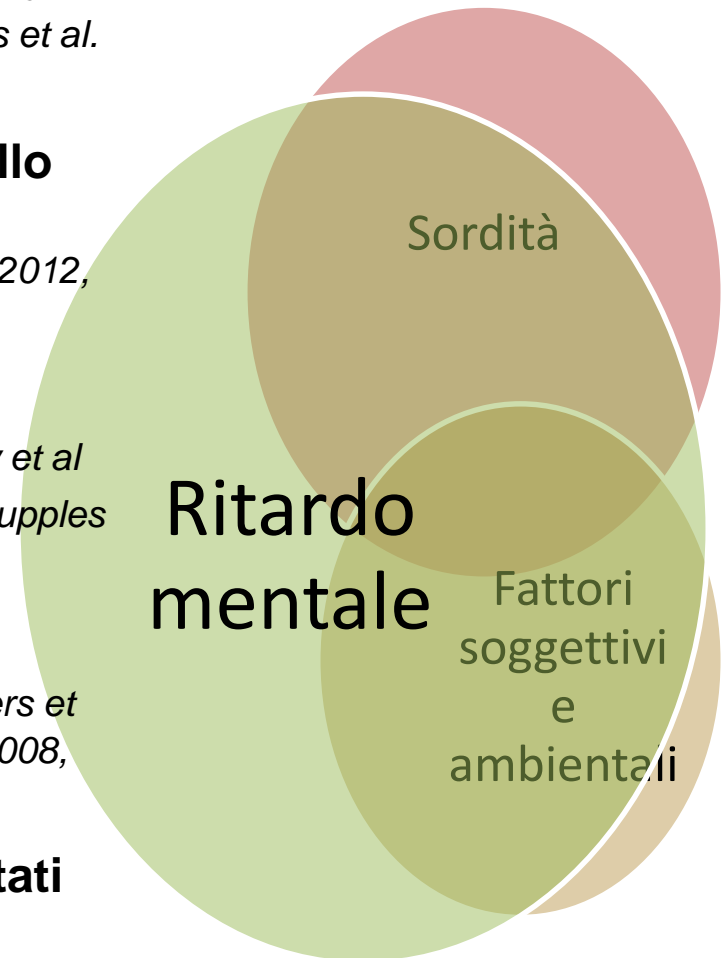 s et al.
llo
2012,
et al
upples
ers et
008,
tati
Sordità
Ritardo
mentale
Fattori
soggettivi
e
ambientali